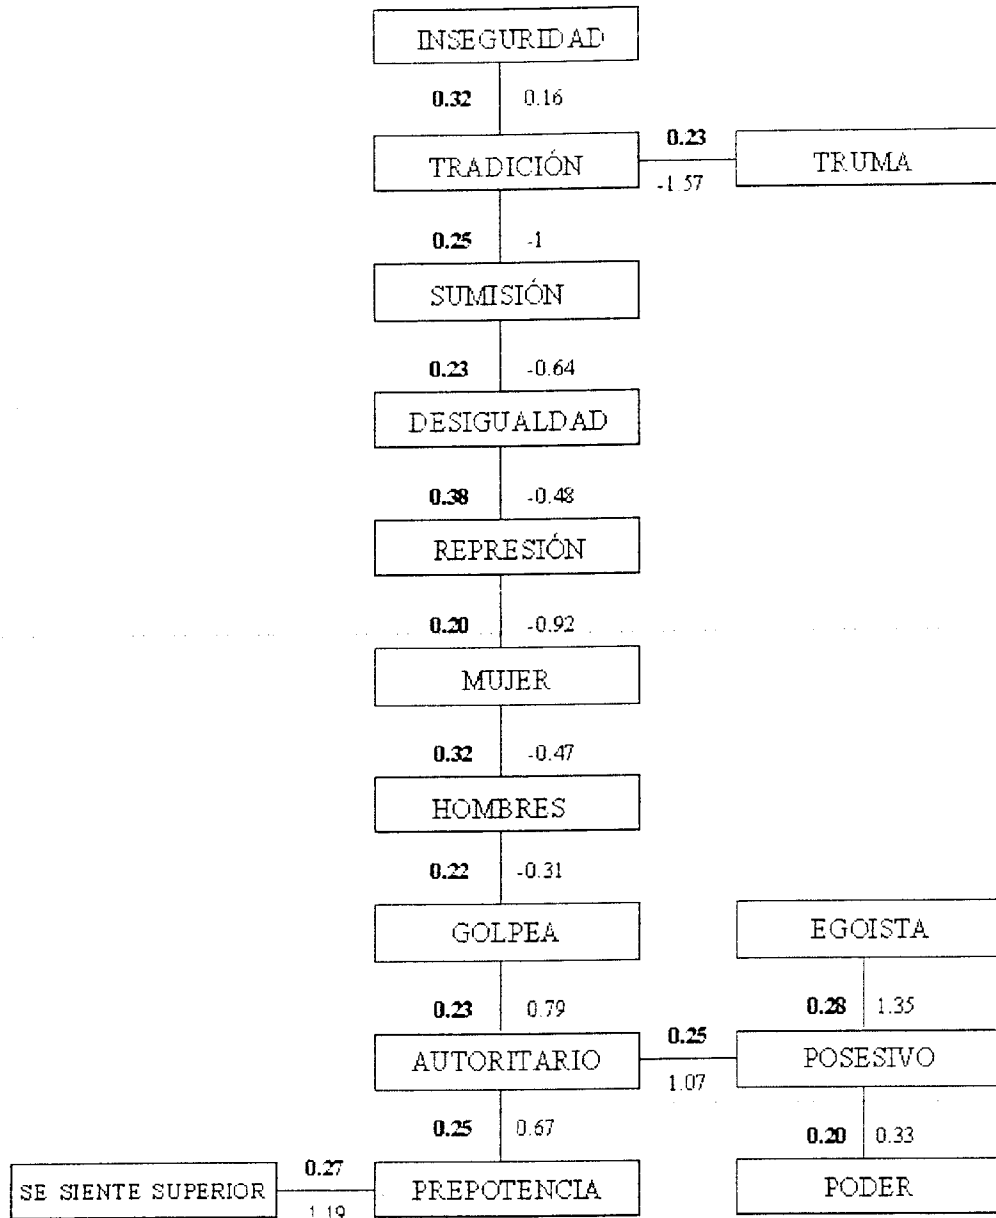 INSEGURIDAD
0.32 0.16
TRADICIÓN 0.23 TRUMA
-1.57
0.25 -1
SUMISIÓN
0.23 -0.64
DESIGUALDAD
0.38 -0.48
REPRESIÓN
0.20 -0.92
MUJER
0.32 -0.47
HOMBRES
0.22 -0.31
GOLPEA EGOISTA
0.23 0.79 0.28 1.35
AUTORITARIO 0.25 POSESIVO
1.07
0.25 0.67 0.20 0.33
SE SIENTE SUPERIOR 0.27 PREPOTENCIA PODER
1.19